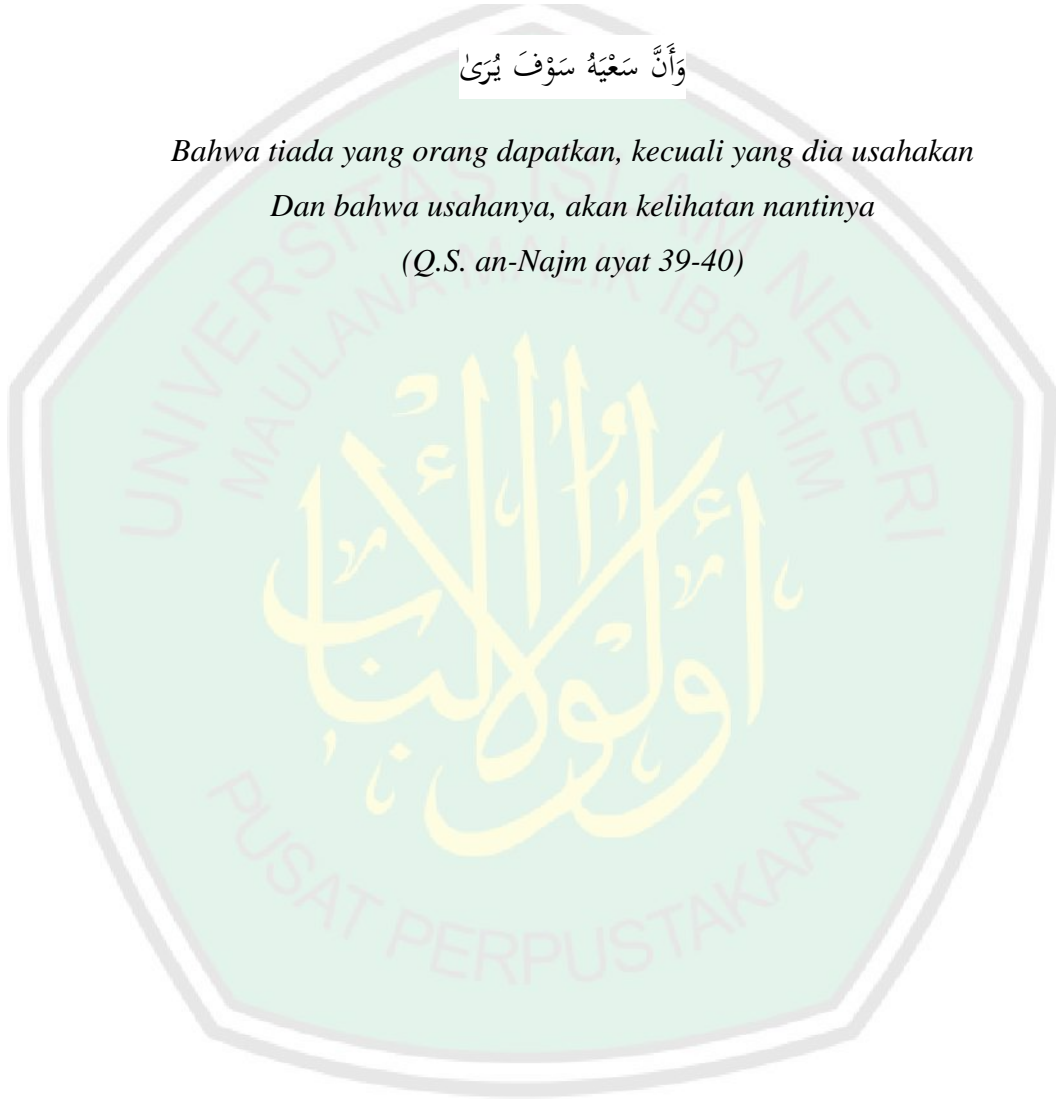 وَأَنَّ سَعْيَهُ سَوْفَ يُرَىٰ
Bahwa tiada yang orang dapatkan, kecuali yang dia usahakan
Dan bahwa usahanya, akan kelihatan nantinya
(Q.S. an-Najm ayat 39-40)
UNIVERSITAS ISLAM NEGERI
MAULANA MALIK IBRAHIM
PUSAT PERPUSTAKAAN